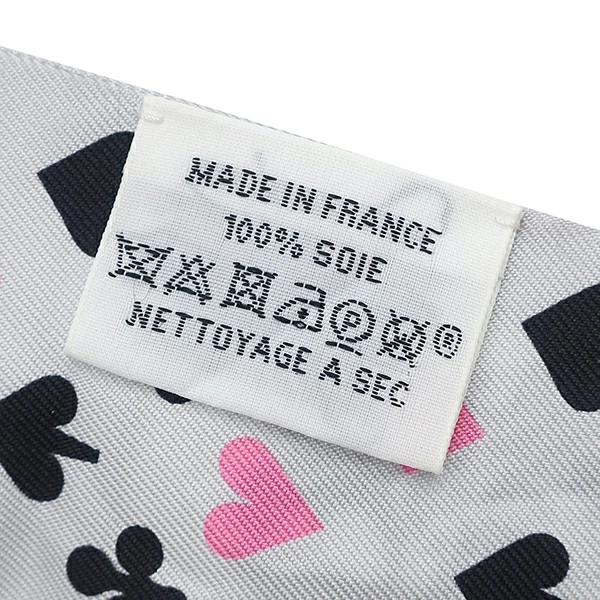 MADE IN FRANCE
100% SOIE
P ®
NETTOYAGE A SEC